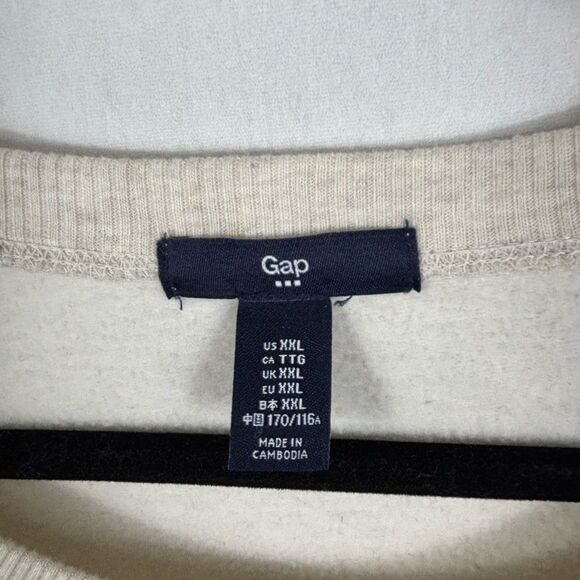 Gap
US XXL
CA TTG
UK XXL
EU XXL
日本 XXL
中国 170/116A
MADE IN
CAMBODIA